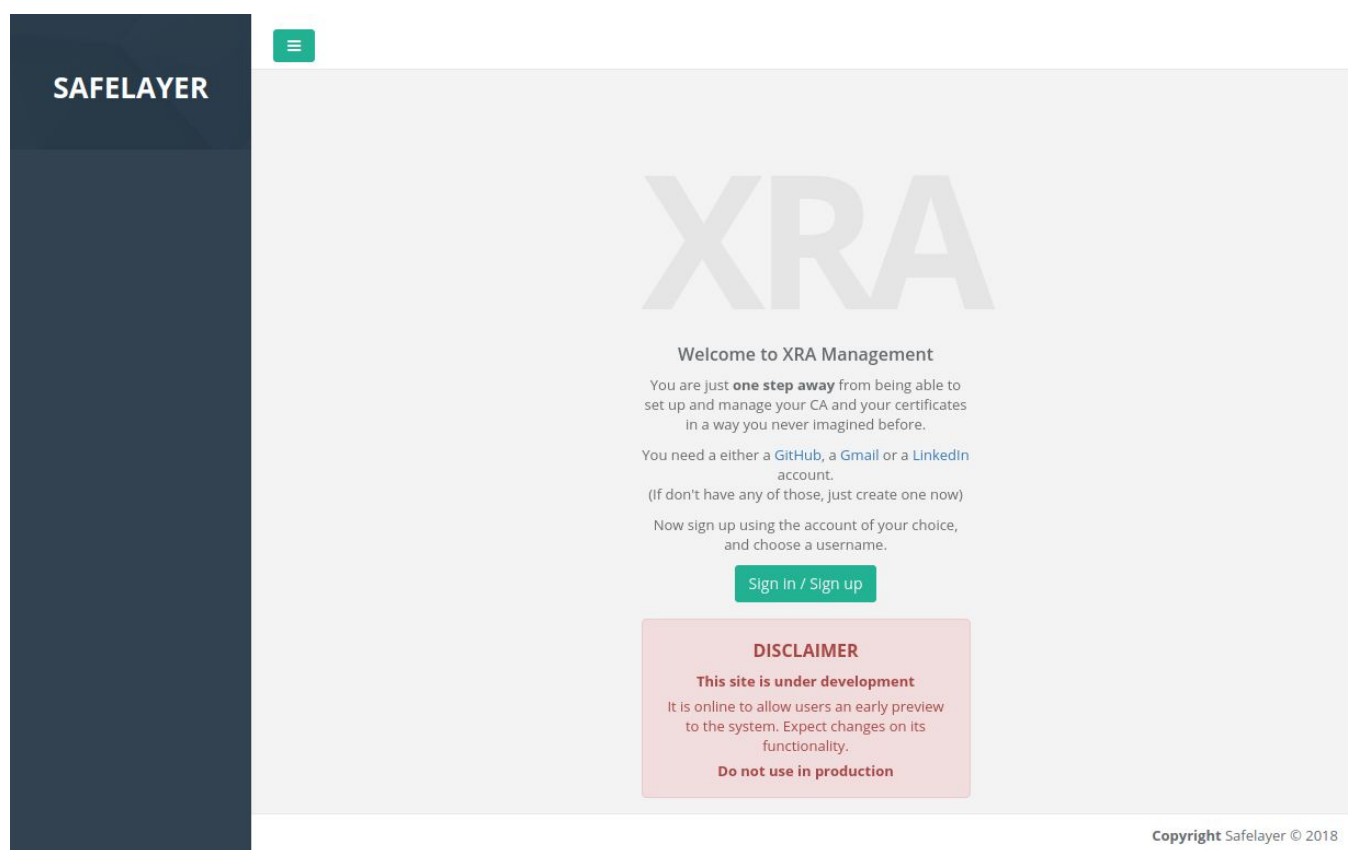 SAFELAYER
XRA
Welcome to XRA Management
You are just one step away from being able to
set up and manage your CA and your certificates
in a way you never imagined before.
You need a either a GitHub, a Gmail or a LinkedIn
account.
(If don't have any of those, just create one now)
Now sign up using the account of your choice,
and choose a username.
Sign in / Sign up
DISCLAIMER
This site is under development
It is online to allow users an early preview
to the system. Expect changes on its
functionality.
Do not use in production
Copyright Safelayer © 2018